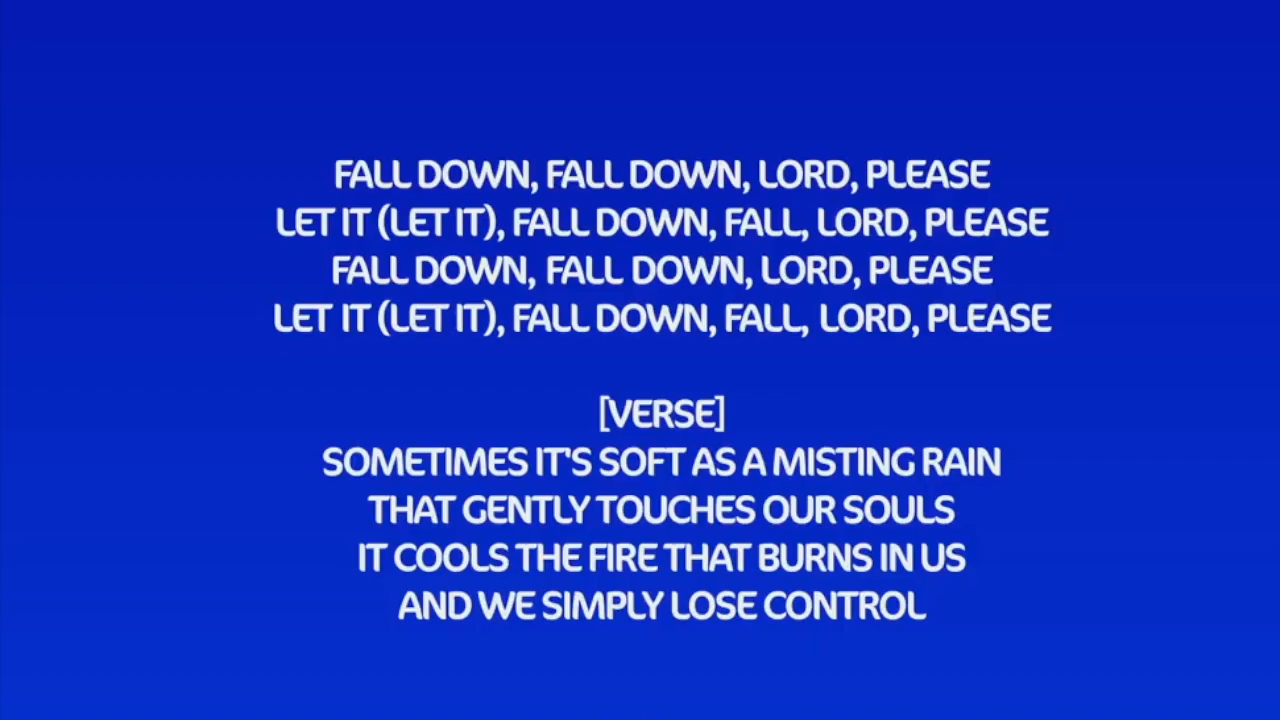 FALL DOWN, FALL DOWN, LORD, PLEASE
LET IT (LET IT), FALL DOWN, FALL, LORD, PLEASE
FALL DOWN, FALL DOWN, LORD, PLEASE
LET IT (LET IT), FALL DOWN, FALL, LORD, PLEASE
[VERSE]
SOMETIMES IT'S SOFT AS A MISTING RAIN
THAT GENTLY TOUCHES OUR SOULS
IT COOLS THE FIRE THAT BURNS IN US
AND WE SIMPLY LOSE CONTROL